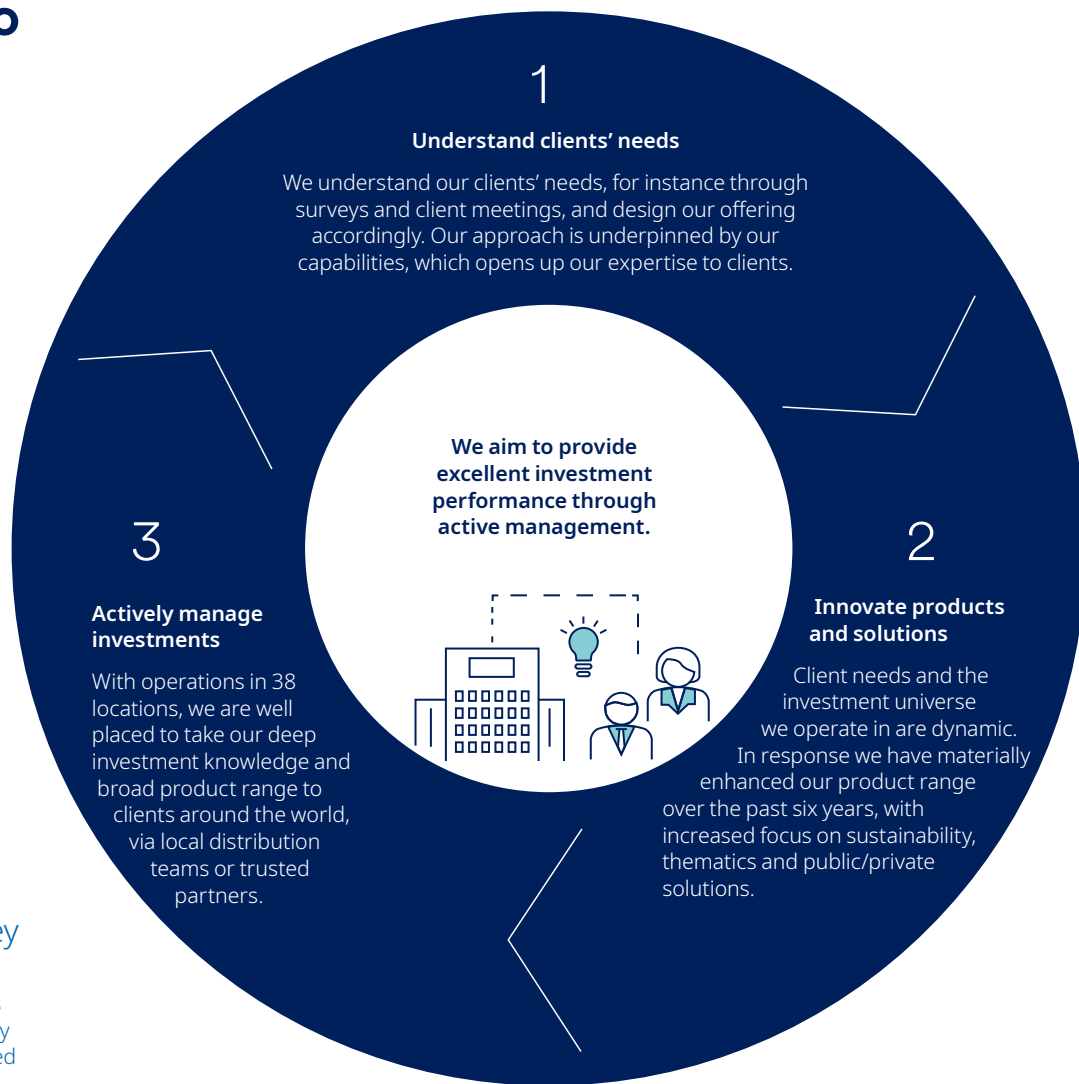 1
Understand clients’ needs
We understand our clients’ needs, for instance through
surveys and client meetings, and design our offering
accordingly. Our approach is underpinned by our
capabilities, which opens up our expertise to clients.
We aim to provide
excellent investment
performance through
active management.
2
Innovate products
and solutions
Client needs and the
investment universe
we operate in are dynamic.
In response we have materially
enhanced our product range
over the past six years, with
increased focus on sustainability,
thematics and public/private
solutions.
3
Actively manage
investments
With operations in 38
locations, we are well
placed to take our deep
investment knowledge and
broad product range to
clients around the world,
via local distribution
teams or trusted
partners.